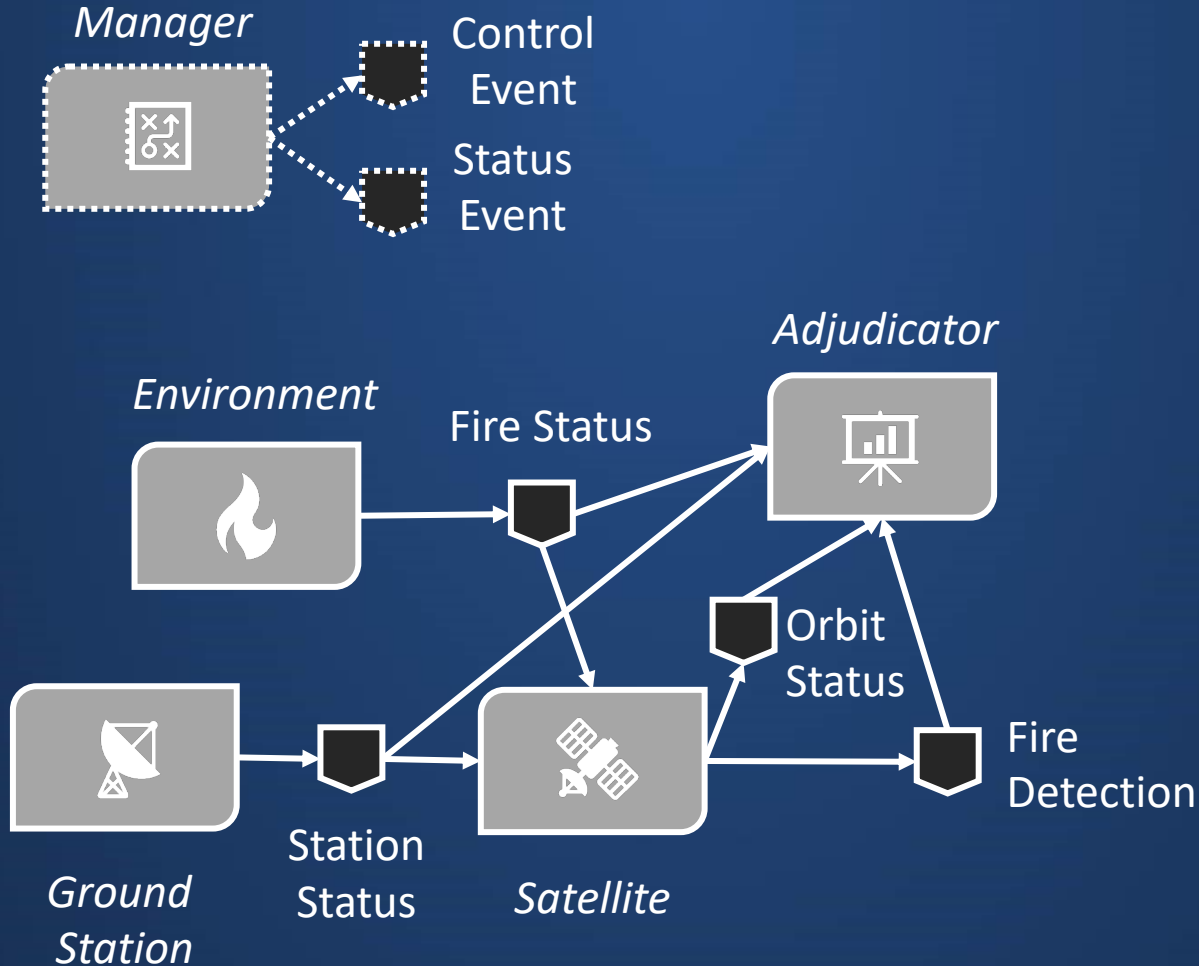 Manager
Control
Event
Status
Event
Adjudicator
Environment
Fire Status
Orbit
Status
Fire
Detection
Station
Status
Ground
Station
Satellite